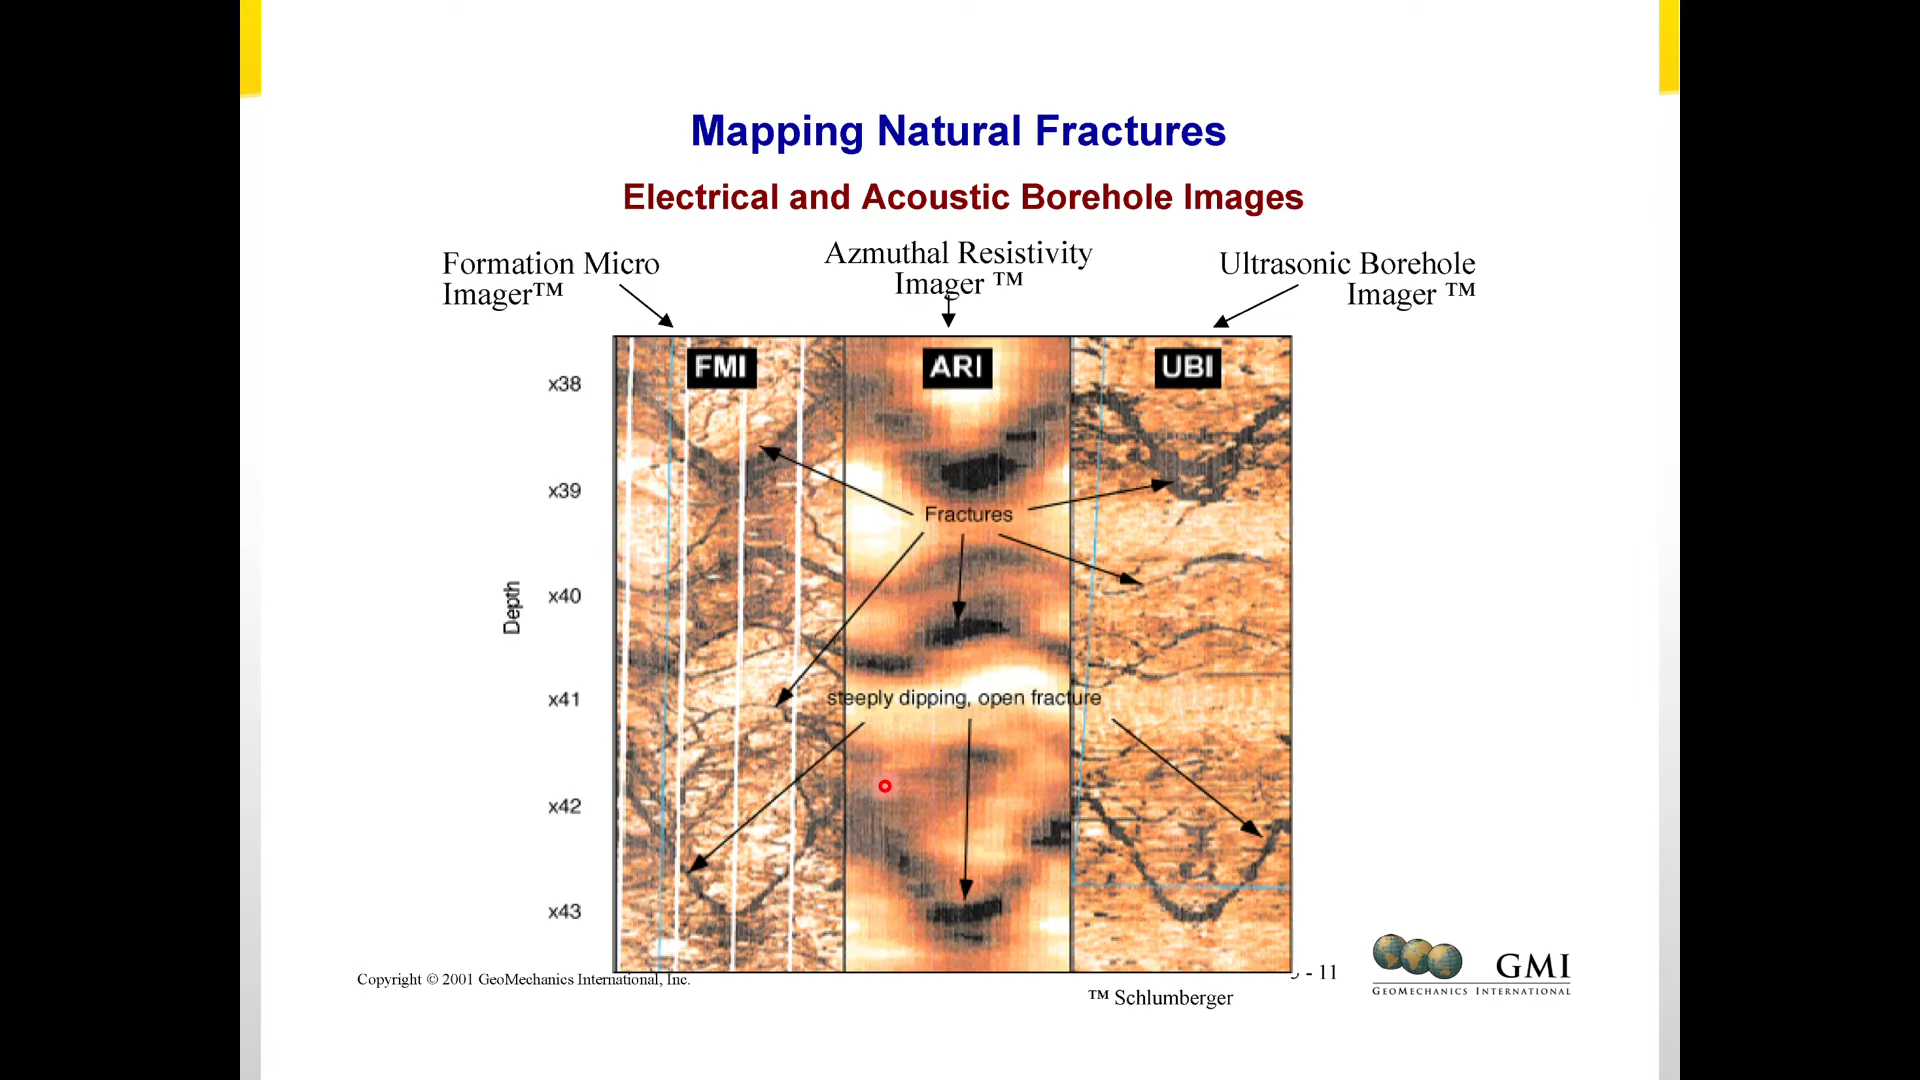 Mapping Natural Fractures
Electrical and Acoustic Borehole Images
Formation Micro
Imager™
Azmuthal Resistivity
Imager ™
Ultrasonic Borehole
Imager ™
FMI
ARI
UBI
x38
x39
Fractures
Depth
x40
x41
steeply dipping, open fracture
x42
x43
Copyright © 2001 GeoMechanics International, Inc.
- 11
™ Schlumberger
GMI
GEOMECHANICS INTERNATIONAL